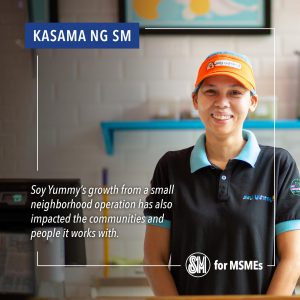 KASAMA NG SM
Soy Yummy's growth from a small
neighborhood operation has also
impacted the communities and
people it works with.
SM for MSMEs